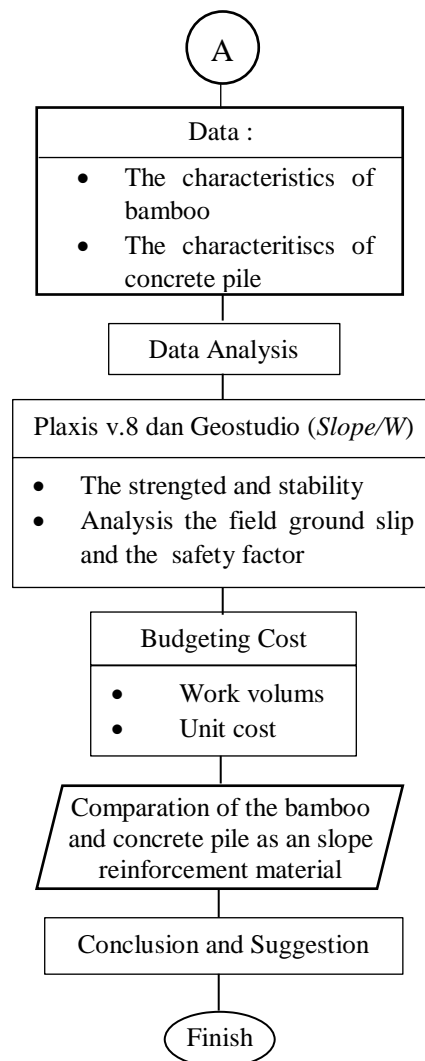 A
Data :
• The characteristics of
bamboo
• The characteritiscs of
concrete pile
Data Analysis
Plaxis v.8 dan Geostudio (Slope/W)
• The strengted and stability
• Analysis the field ground slip
and the safety factor
Budgeting Cost
• Work volums
• Unit cost
Comparation of the bamboo
and concrete pile as an slope
reinforcement material
Conclusion and Suggestion
Finish